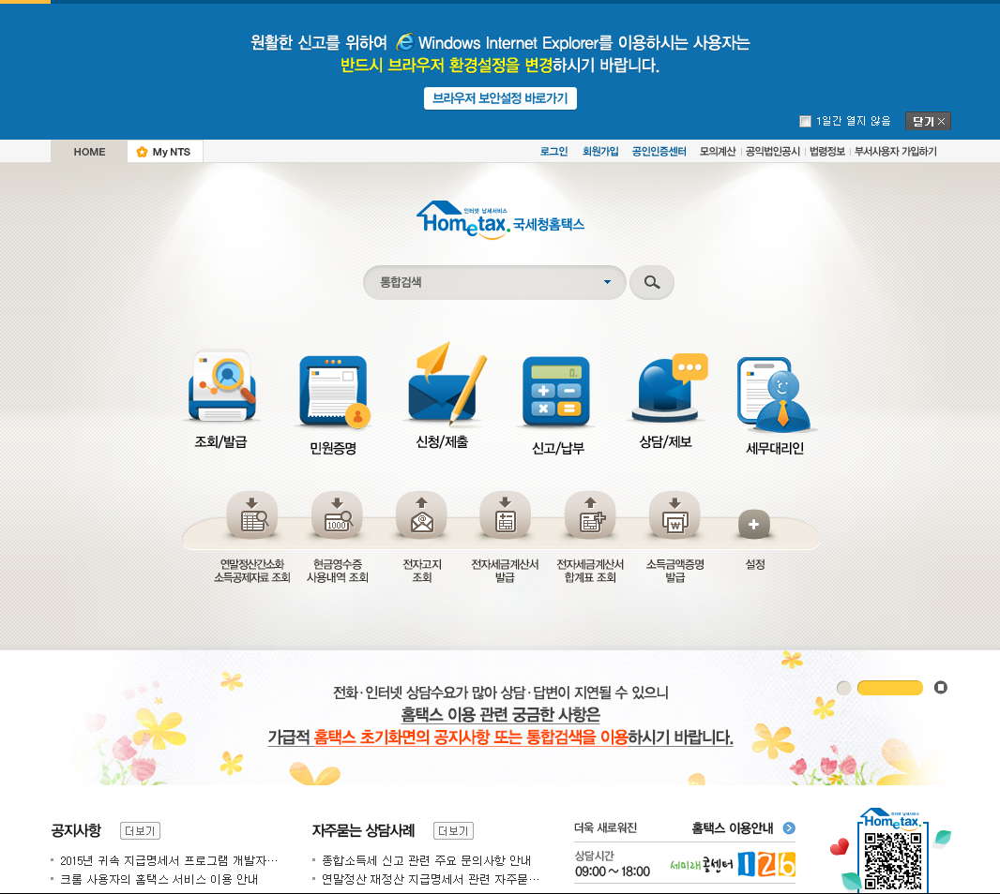 원활한 신고를 위하여 Windows Internet Explorer를 이용하시는 사용자는
반드시 브라우저 환경설정을 변경하시기 바랍니다.
브라우저 보안설정 바로가기
1일간 열지 않음 닫기
HOME My NTS 로그인 회원가입 공인인증센터 모의계산 공익법인공시 법령정보 부서사용자 가입하기
인터넷 납세서비스
Hometax. 국세청홈택스
통합검색
조회/발급 민원증명 신청/제출 신고/납부 상담/제보 세무대리인
0.
1000
연말정산간소화 현금영수증 전자고지 전자세금계산서 전자세금계산서 소득금액증명 설정
소득공제자료 조회 사용내역 조회 조회 발급 합계표 조회 발급
전화·인터넷 상담수요가 많아 상담·답변이 지연될 수 있으니
홈택스 이용 관련 궁금한 사항은
가급적 홈택스 초기화면의 공지사항 또는 통합검색을 이용하시기 바랍니다.
인터넷 납세서비스
Hometax.
공지사항 더보기 자주묻는 상담사례 더보기 더욱 새로워진 홈택스 이용안내
2015년 귀속 지급명세서 프로그램 개발자… 종합소득세 신고 관련 주요 문의사항 안내 상담시간
09:00 ~ 18:00 세미래 콜센터 126
크롬 사용자의 홈택스 서비스 이용 안내 연말정산 재정산 지급명세서 관련 자주묻…